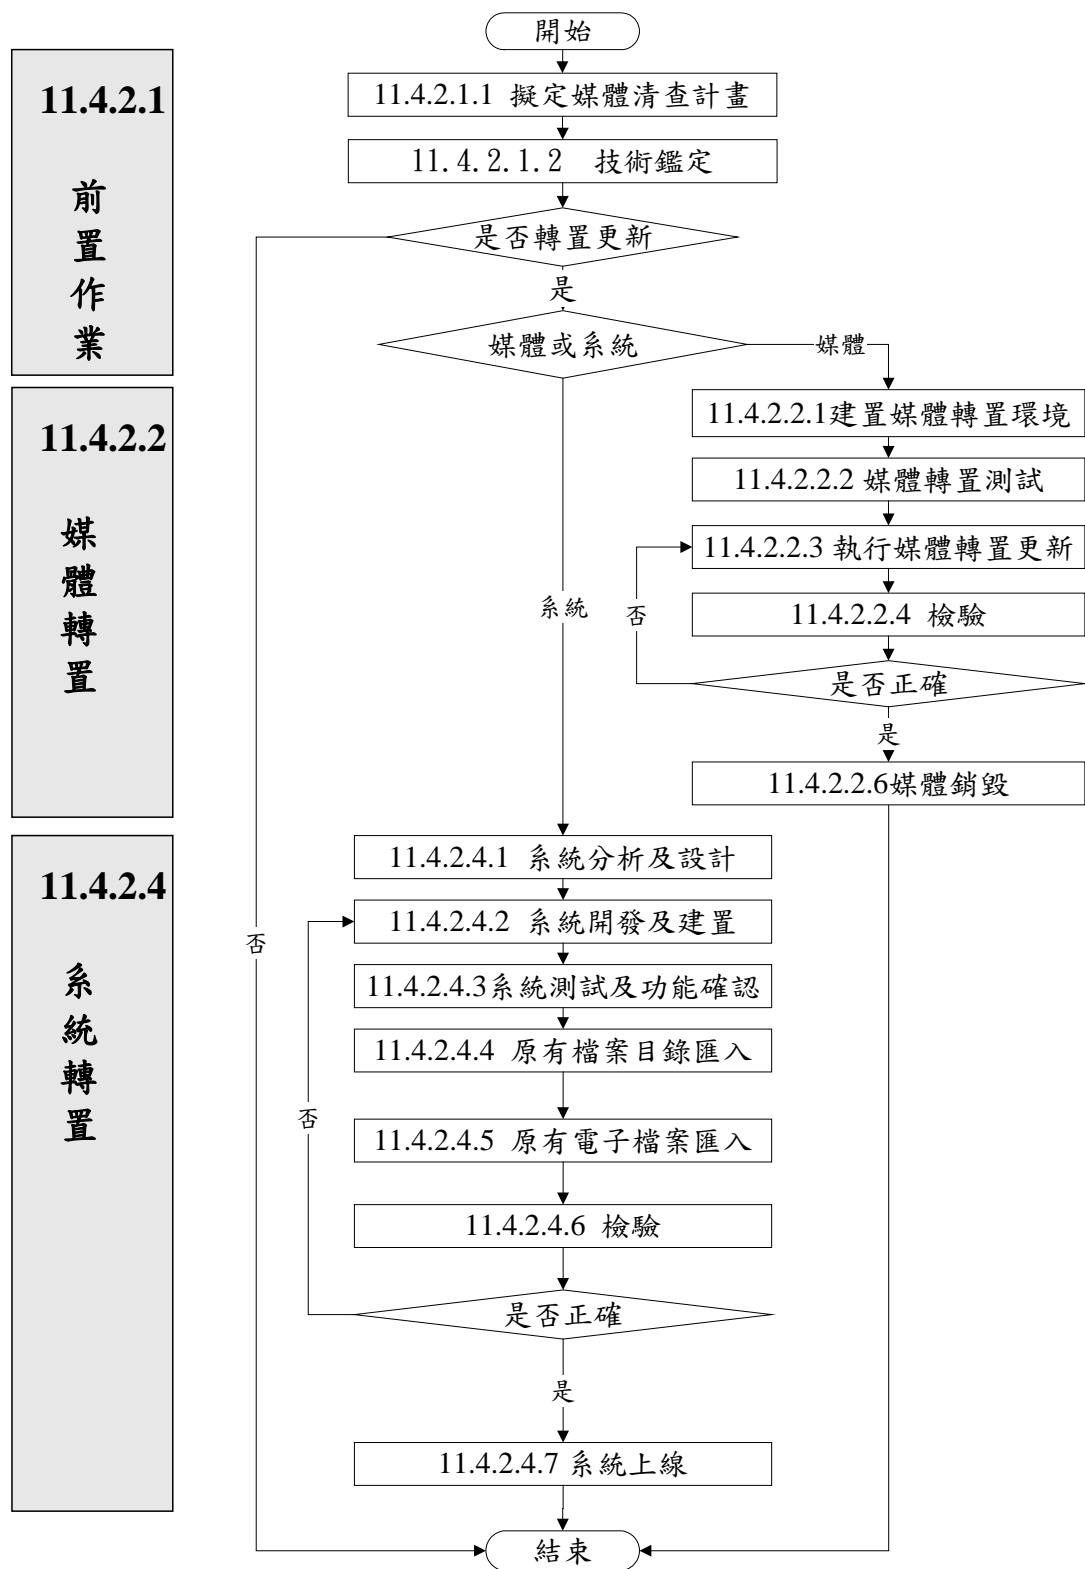 開始
11.4.2.1
前
置
作
業
11.4.2.1.1 擬定媒體清查計畫
11.4.2.1.2 技術鑑定
是否轉置更新
是
媒體或系統
媒體
11.4.2.2
媒
體
轉
置
11.4.2.2.1建置媒體轉置環境
11.4.2.2.2 媒體轉置測試
11.4.2.2.3 執行媒體轉置更新
系統
否
11.4.2.2.4 檢驗
是否正確
是
11.4.2.2.6媒體銷毀
11.4.2.4
系
統
轉
置
11.4.2.4.1 系統分析及設計
11.4.2.4.2 系統開發及建置
否
11.4.2.4.3系統測試及功能確認
11.4.2.4.4 原有檔案目錄匯入
否
11.4.2.4.5 原有電子檔案匯入
11.4.2.4.6 檢驗
是否正確
是
11.4.2.4.7 系統上線
結束